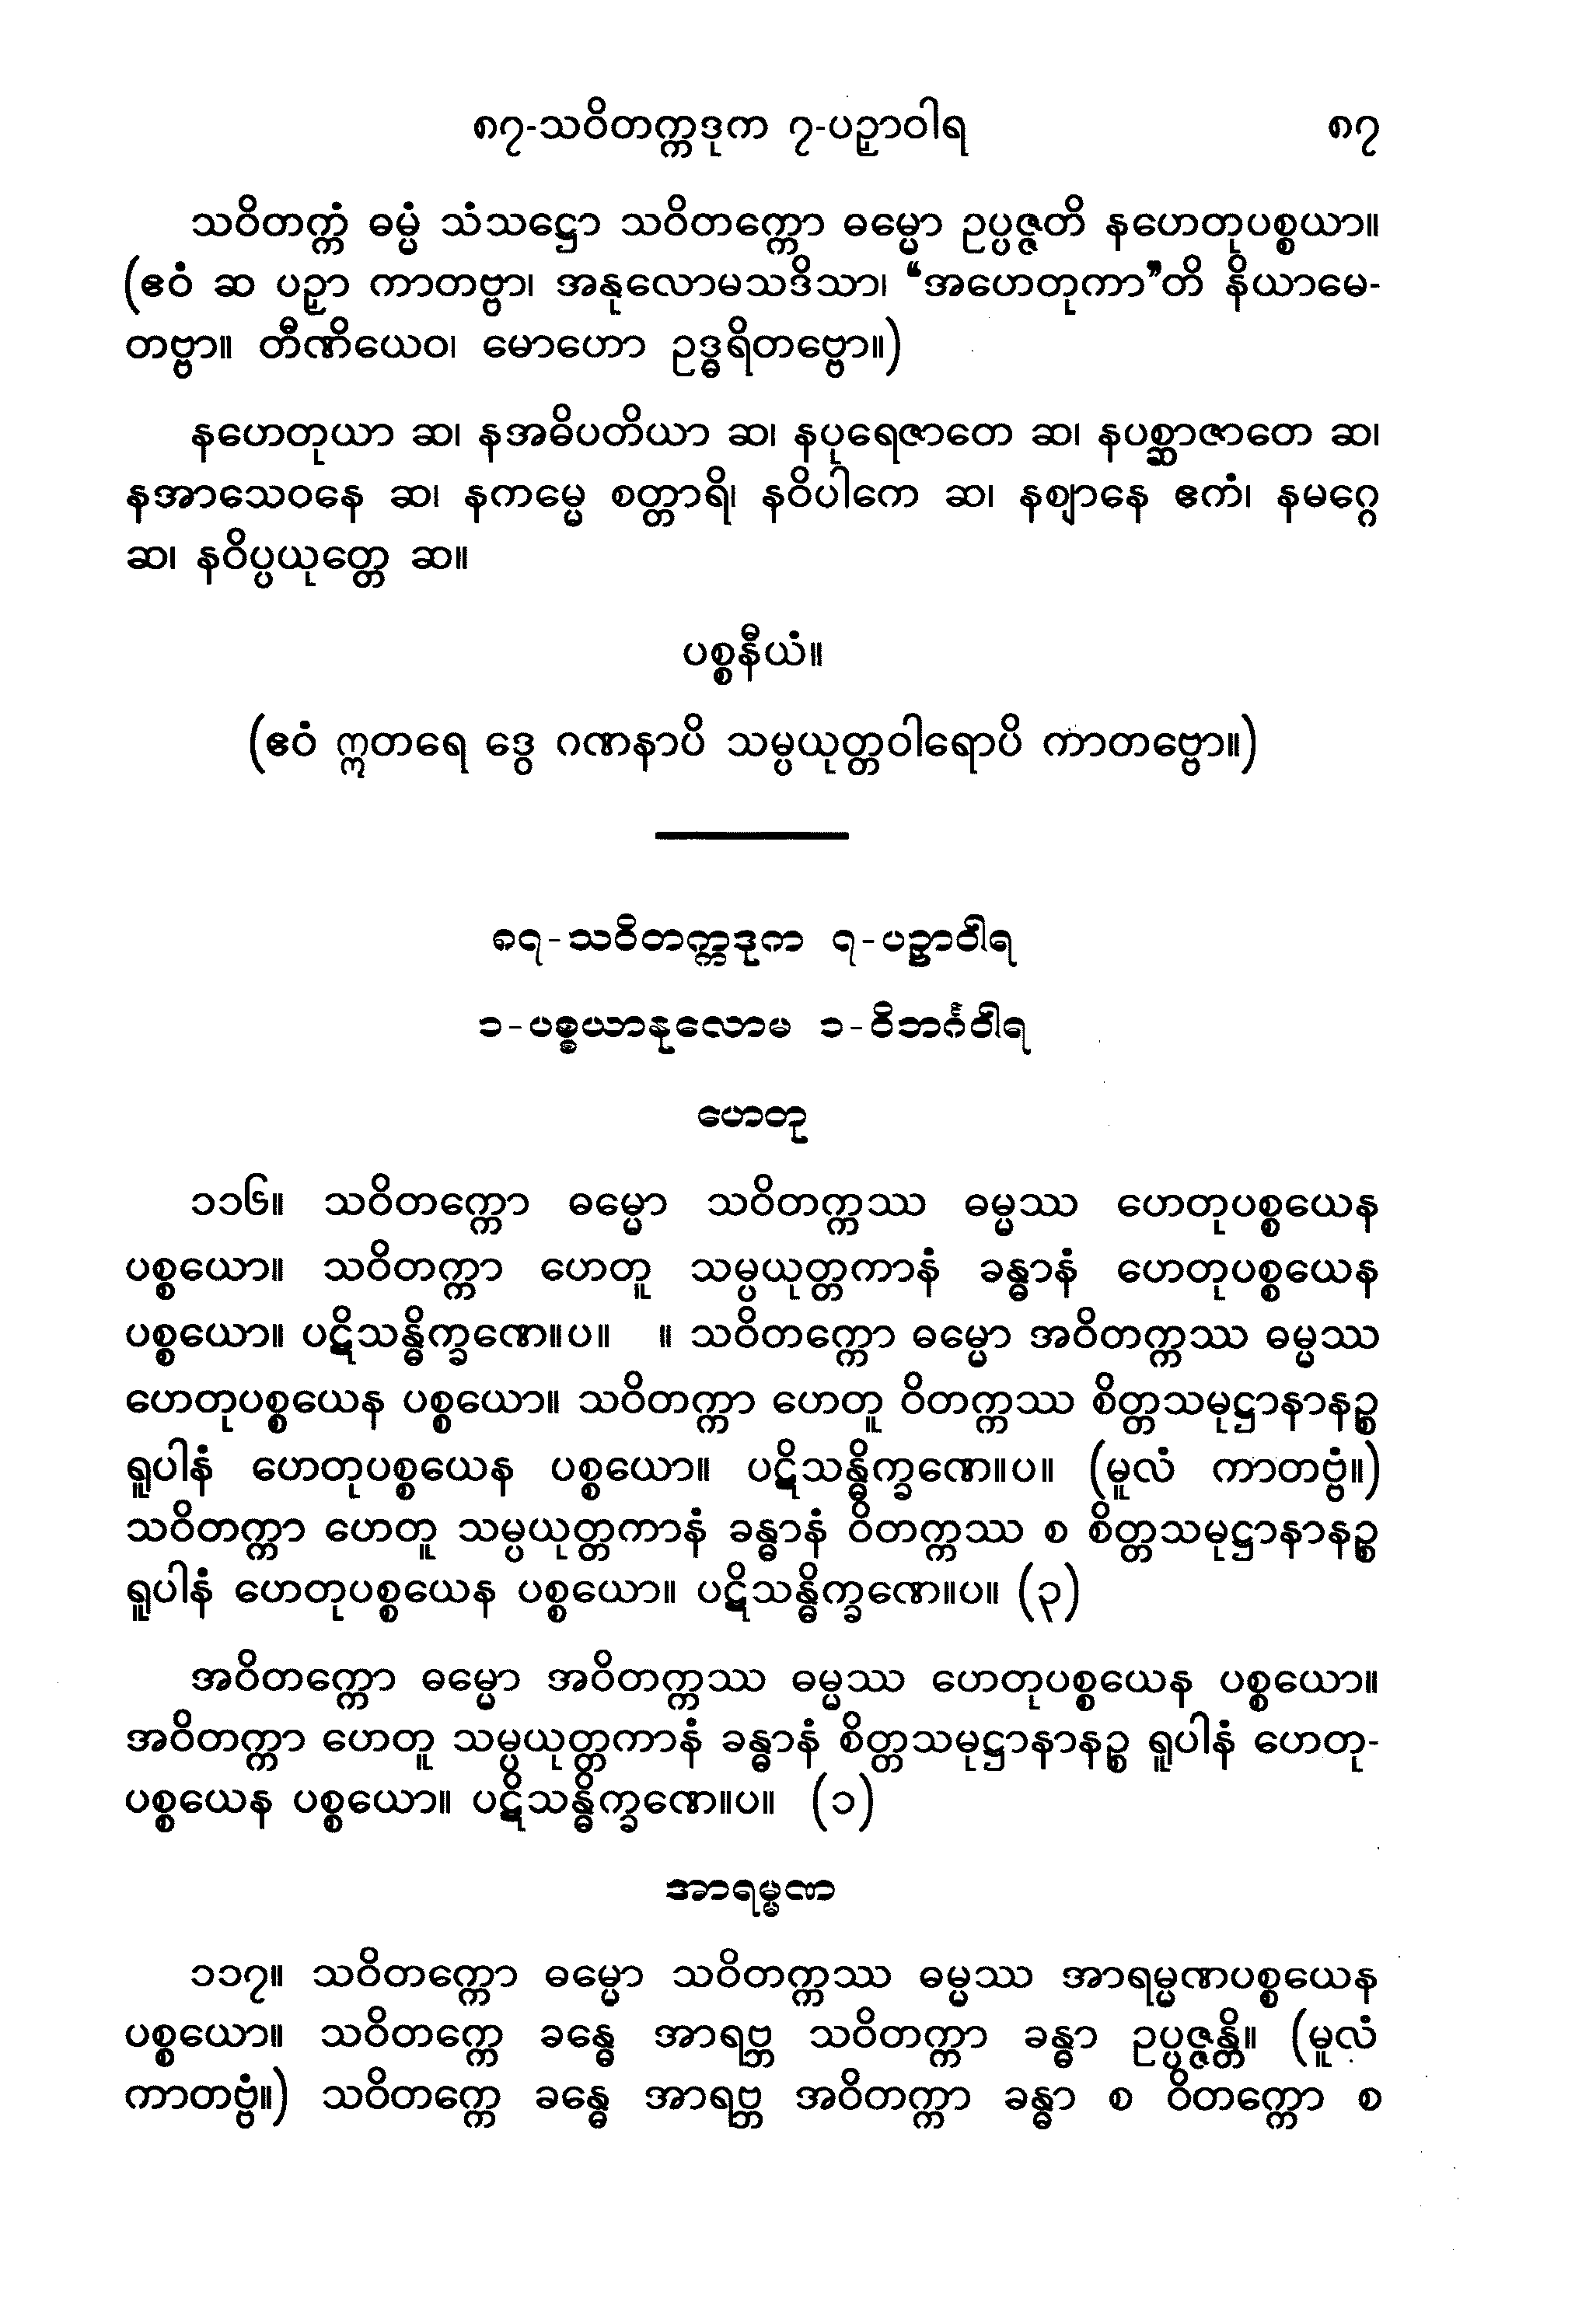 ၈၇-သဝိတက္ကဒုက ၇-ပဉှာဝါရ ၈၇
သဝိတက္ကံ ဓမ္မံ သံသဋ္ဌော သဝိတက္ကော ဓမ္မော ဥပ္ပဇ္ဇတိ နဟေတုပစ္စယာ။
(ဧဝံ ဆ ပဉှာ ကာတဗ္ဗာ၊ အနုလောမသဒိသာ၊ “အဟေတုကာ”တိ နိယာမေ-
တဗ္ဗာ။ တီဏိယေဝ၊ မောဟော ဥဒ္ဓရိတဗ္ဗော။)
နဟေတုယာ ဆ၊ နအဓိပတိယာ ဆ၊ နပုရေဇာတေ ဆ၊ နပစ္ဆာဇာတေ ဆ၊
နအာသေဝနေ ဆ၊ နကမ္မေ စတ္တာရိ၊ နဝိပါကေ ဆ၊ နဈာနေ ဧကံ၊ နမဂ္ဂေ
ဆ၊ နဝိပ္ပယုတ္တေ ဆ။
ပစ္စနီယံ။
(ဧဝံ ဣတရေ ဒွေ ဂဏနာပိ သမ္ပယုတ္တဝါရောပိ ကာတဗ္ဗော။)
၈၇-သဝိတက္ကဒုက ၇-ပဉှာဝါရ
၁-ပစ္စယာနုလောမ ၁-ဝိဘင်္ဂဝါရ
ဟေတု
၁၁၆။ သဝိတက္ကော ဓမ္မော သဝိတက္ကဿ ဓမ္မဿ ဟေတုပစ္စယေန
ပစ္စယော။ သဝိတက္ကာ ဟေတူ သမ္ပယုတ္တကာနံ ခန္ဓာနံ ဟေတုပစ္စယေန
ပစ္စယော။ ပဋိသန္ဓိက္ခဏေ။ပ။ ။ သဝိတက္ကော ဓမ္မော အဝိတက္ကဿ ဓမ္မဿ
ဟေတုပစ္စယေန ပစ္စယော။ သဝိတက္ကာ ဟေတူ ဝိတက္ကဿ စိတ္တသမုဋ္ဌာနာနဉ္စ
ရူပါနံ ဟေတုပစ္စယေန ပစ္စယော။ ပဋိသန္ဓိက္ခဏေ။ပ။ (မူလံ ကာတဗ္ဗံ။)
သဝိတက္ကာ ဟေတူ သမ္ပယုတ္တကာနံ ခန္ဓာနံ ဝိတက္ကဿ စ စိတ္တသမုဋ္ဌာနာနဉ္စ
ရူပါနံ ဟေတုပစ္စယေန ပစ္စယော။ ပဋိသန္ဓိက္ခဏေ။ပ။ (၃)
အဝိတက္ကော ဓမ္မော အဝိတက္ကဿ ဓမ္မဿ ဟေတုပစ္စယေန ပစ္စယော။
အဝိတက္ကာ ဟေတူ သမ္ပယုတ္တကာနံ ခန္ဓာနံ စိတ္တသမုဋ္ဌာနာနဉ္စ ရူပါနံ ဟေတု-
ပစ္စယေန ပစ္စယော။ ပဋိသန္ဓိက္ခဏေ။ပ။ (၁)
အာရမ္မဏ
၁၁၇။ သဝိတက္ကော ဓမ္မော သဝိတက္ကဿ ဓမ္မဿ အာရမ္မဏပစ္စယေန
ပစ္စယော။ သဝိတက္ကေ ခန္ဓေ အာရဗ္ဘ သဝိတက္ကာ ခန္ဓာ ဥပ္ပဇ္ဇန္တိ။ (မူလံ
ကာတဗ္ဗံ။) သဝိတက္ကေ ခန္ဓေ အာရဗ္ဘ အဝိတက္ကာ ခန္ဓာ စ ဝိတက္ကော စ